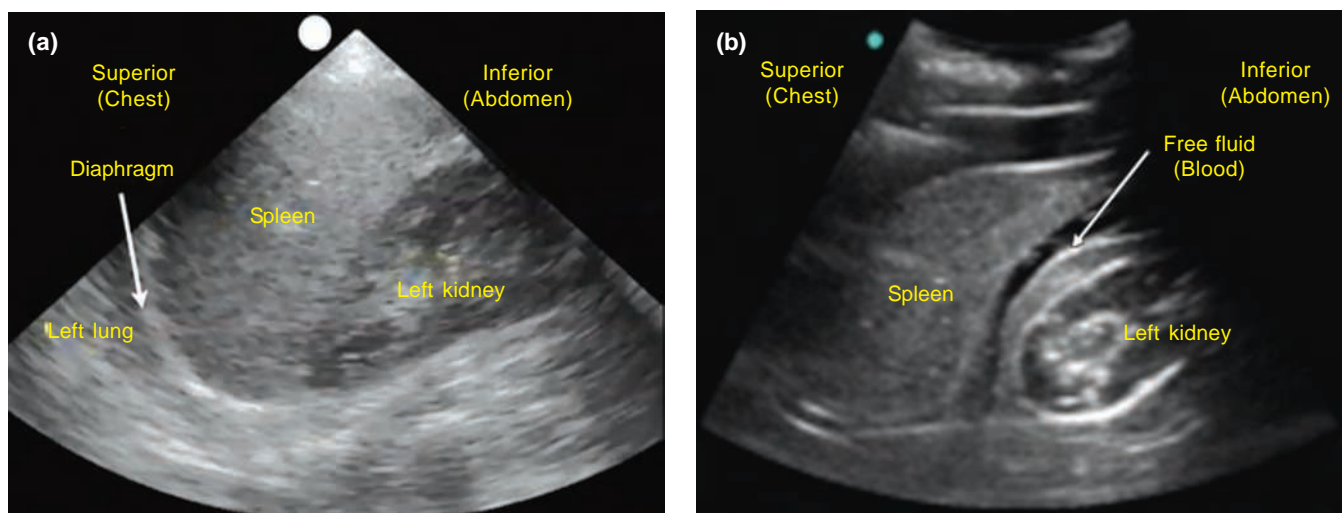 (a)
Superior
(Chest)
Inferior
(Abdomen)
Diaphragm
Spleen
Left kidney
Left lung
(b)
Superior
(Chest)
Inferior
(Abdomen)
Free fluid
(Blood)
Spleen
Left kidney